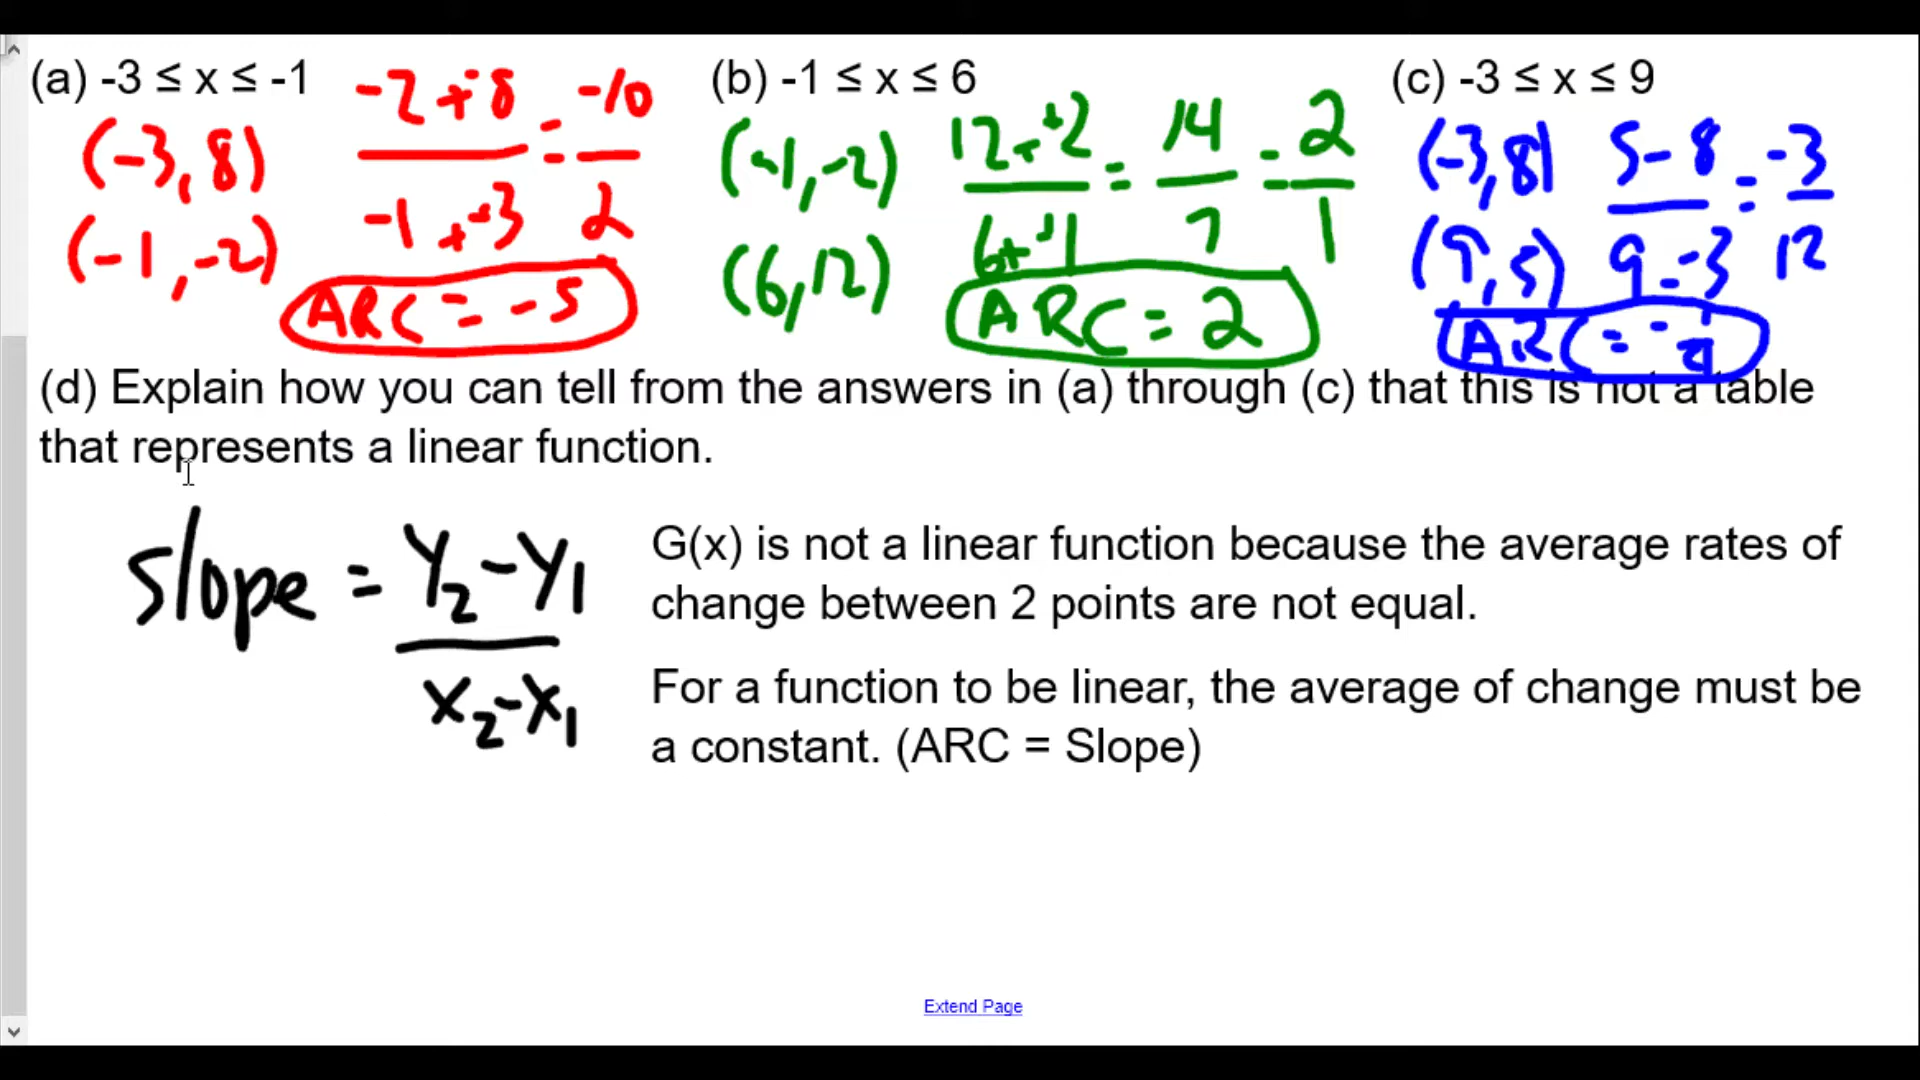 (a) -3 ≤ x ≤ -1
-2 + -8 = -10
-1 + +3 2
(-3, 8)
(-1, -2)
ARC = -5
(b) -1 ≤ x ≤ 6
12 + +2 = 14 = 2
6 + +1 7 1
(-1, -2)
(6, 12)
ARC = 2
(c) -3 ≤ x ≤ 9
5 - 8 = -3
9 - -3 12
(-3, 8)
(9, 5)
ARC = - 1
4
(d) Explain how you can tell from the answers in (a) through (c) that this is not a table
that represents a linear function.
slope = Y2 - Y1
X2 - X1
G(x) is not a linear function because the average rates of
change between 2 points are not equal.
For a function to be linear, the average of change must be
a constant. (ARC = Slope)
Extend Page